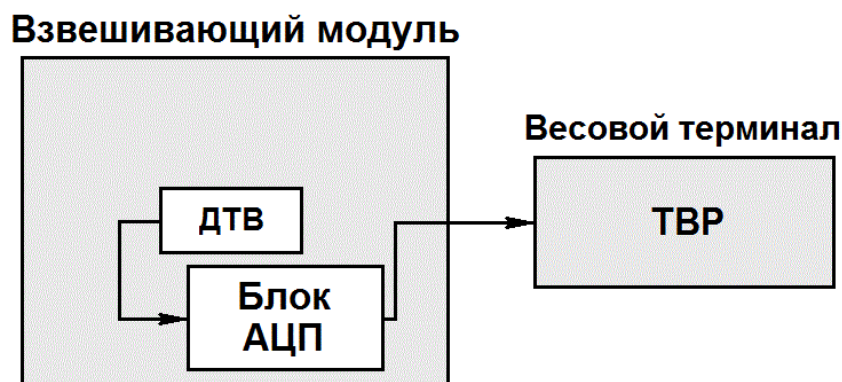 Взвешивающий модуль
Весовой терминал
ДТВ
ТВР
Блок
АЦП